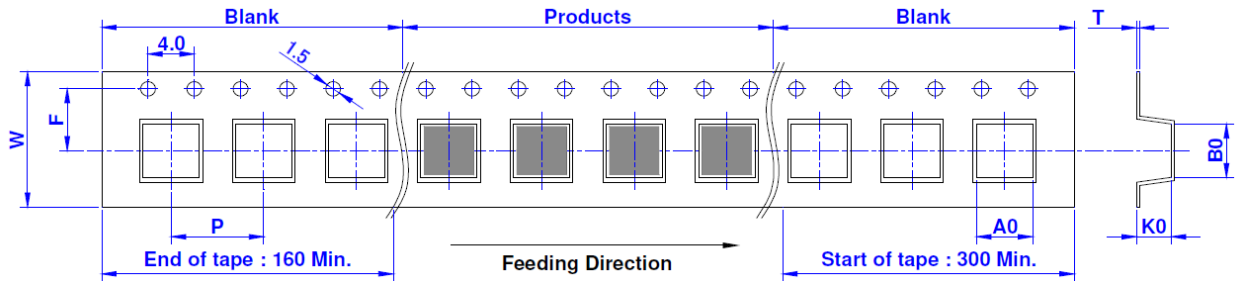 Blank
Products
Blank
T
4.0
1.5
F
W
B0
P
A0
K0
End of tape : 160 Min.
Feeding Direction
Start of tape : 300 Min.